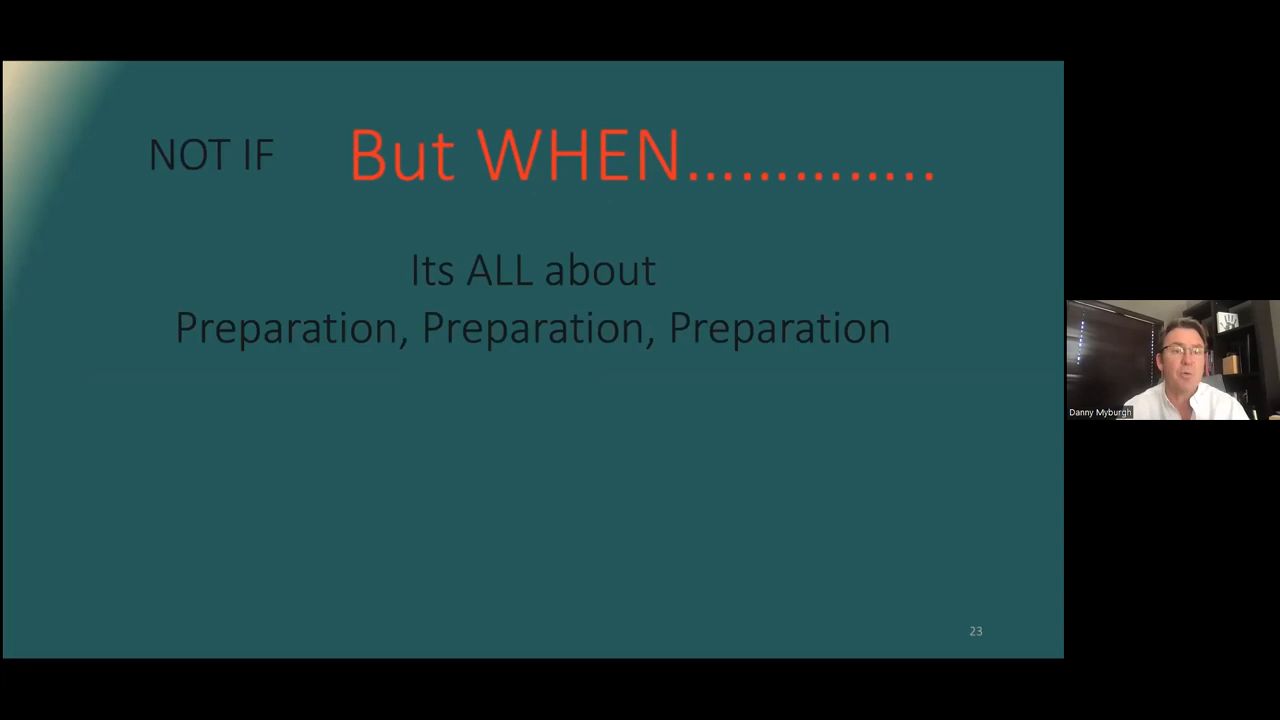 NOT IF But WHEN…………..
Its ALL about
Preparation, Preparation, Preparation
23
Danny Myburgh